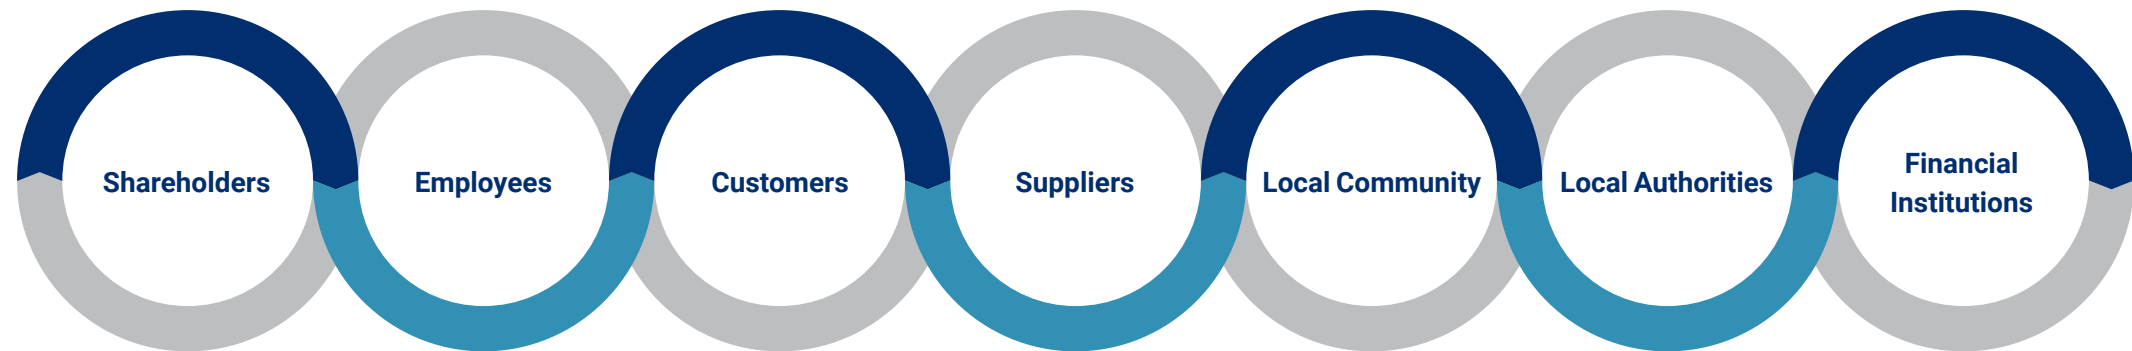 Shareholders
Employees
Customers
Suppliers
Local Community
Local Authorities
Financial
Institutions